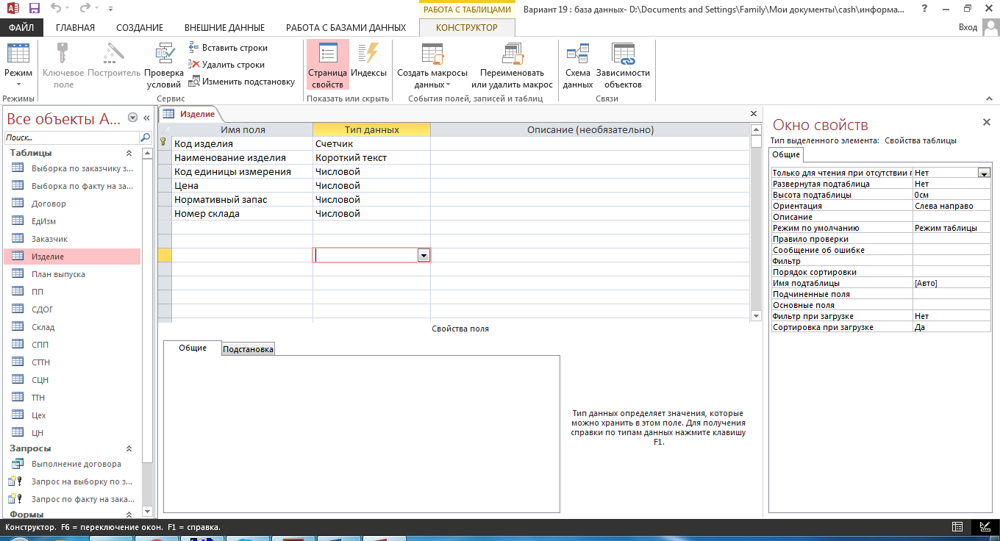 РАБОТА С ТАБЛИЦАМИ
Вариант 19 : база данных- D:\Documents and Settings\Family\Мои документы\cash\информа...
?
ФАЙЛ
ГЛАВНАЯ
СОЗДАНИЕ
ВНЕШНИЕ ДАННЫЕ
РАБОТА С БАЗАМИ ДАННЫХ
КОНСТРУКТОР
Вход
Режим
Режимы
Ключевое
поле
Построитель
Проверка
условий
Вставить строки
Удалить строки
Изменить подстановку
Сервис
Страница
свойств
Индексы
Показать или скрыть
Создать макросы
данных
Переименовать
или удалить макрос
События полей, записей и таблиц
Схема
данных
Зависимости
объектов
Связи
Все объекты A...
Поиск...
Таблицы
Выборка по заказчику з...
Выборка по факту на за...
Договор
ЕдИзм
Заказчик
Изделие
План выпуска
ПП
СДОГ
Склад
СПП
СТТН
СЦН
ТТН
Цех
ЦН
Запросы
Выполнение договора
Запрос на выборку по з...
Запрос по факту на зака...
Формы
Изделие
Имя поля
Тип данных
Описание (необязательно)
Код изделия
Счетчик
Наименование изделия
Короткий текст
Код единицы измерения
Числовой
Цена
Числовой
Нормативный запас
Числовой
Номер склада
Числовой
Свойства поля
Общие
Подстановка
Тип данных определяет значения, которые
можно хранить в этом поле. Для получения
справки по типам данных нажмите клавишу
F1.
Окно свойств
Тип выделенного элемента: Свойства таблицы
Общие
Только для чтения при отсутствии п
Нет
Развернутая подтаблица
Нет
Высота подтаблицы
0см
Ориентация
Слева направо
Описание
Режим по умолчанию
Режим таблицы
Правило проверки
Сообщение об ошибке
Фильтр
Порядок сортировки
Имя подтаблицы
[Авто]
Подчиненные поля
Основные поля
Фильтр при загрузке
Нет
Сортировка при загрузке
Да
Конструктор. F6 = переключение окон. F1 = справка.